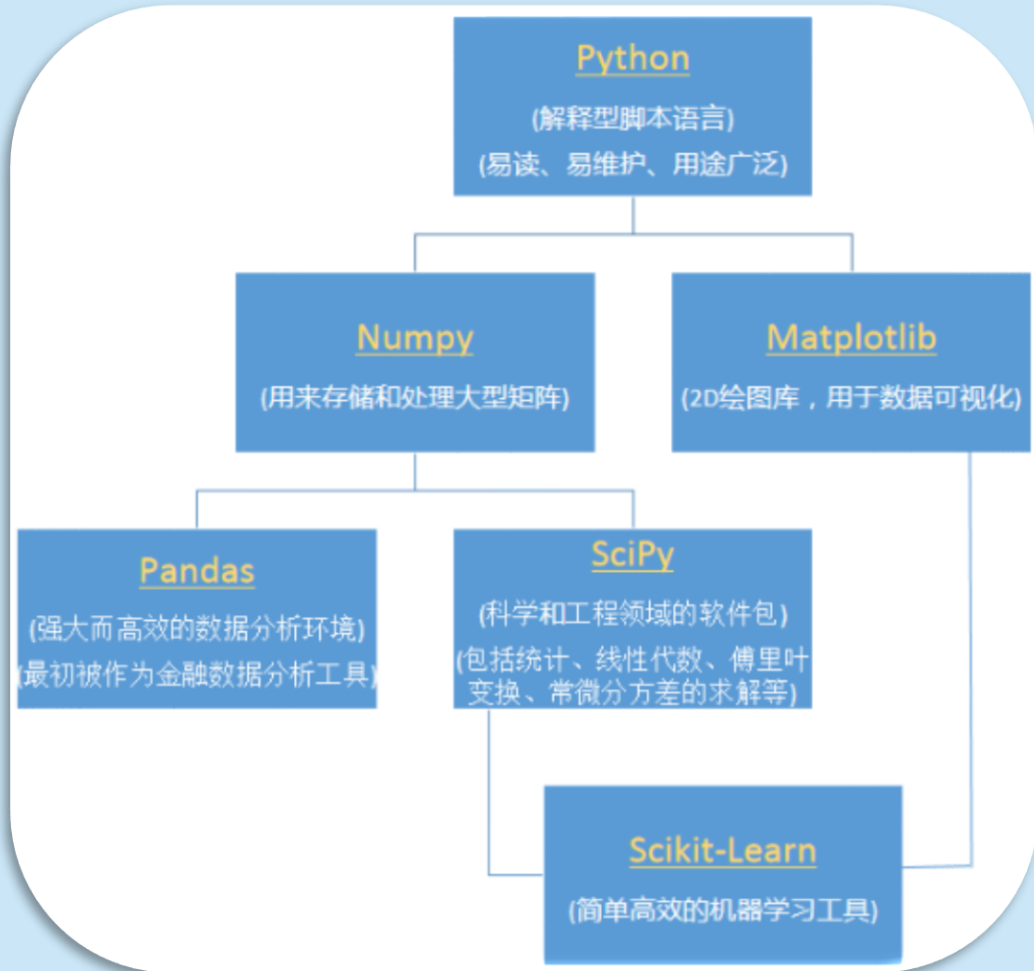 Python
(解释型脚本语言)
(易读、易维护、用途广泛)
Numpy
(用来存储和处理大型矩阵)
Matplotlib
(2D绘图库，用于数据可视化)
Pandas
(强大而高效的数据分析环境)
(最初被作为金融数据分析工具)
SciPy
(科学和工程领域的软件包)
(包括统计、线性代数、傅里叶
变换、常微分方差的求解等)
Scikit-Learn
(简单高效的机器学习工具)